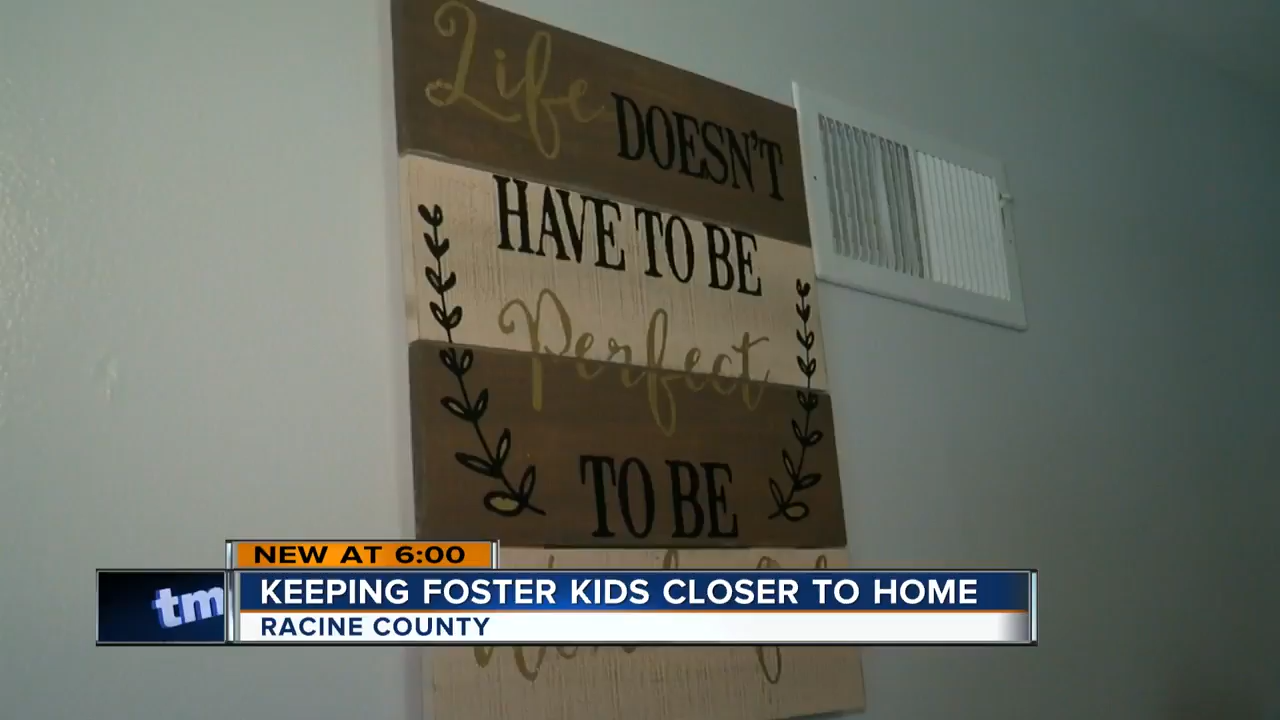 Life DOESN'T
HAVE TO BE
Perfect
TO BE
NEW AT 6:00
tm
KEEPING FOSTER KIDS CLOSER TO HOME
RACINE COUNTY